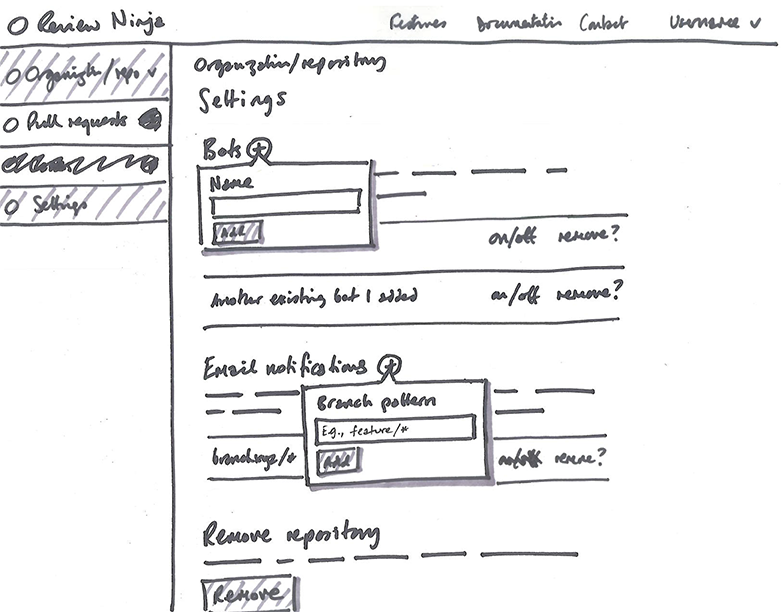 Review Ninja
Features Documentation Contact Username v
Organization/repo v
Pull requests
Settings
Organization/repository
Settings
Bots +
Name
Add
on/off remove?
Another existing bot I added on/off remove?
Email notifications +
Branch pattern
E.g., feature/*
Add
on/off remove?
Remove repository
Remove